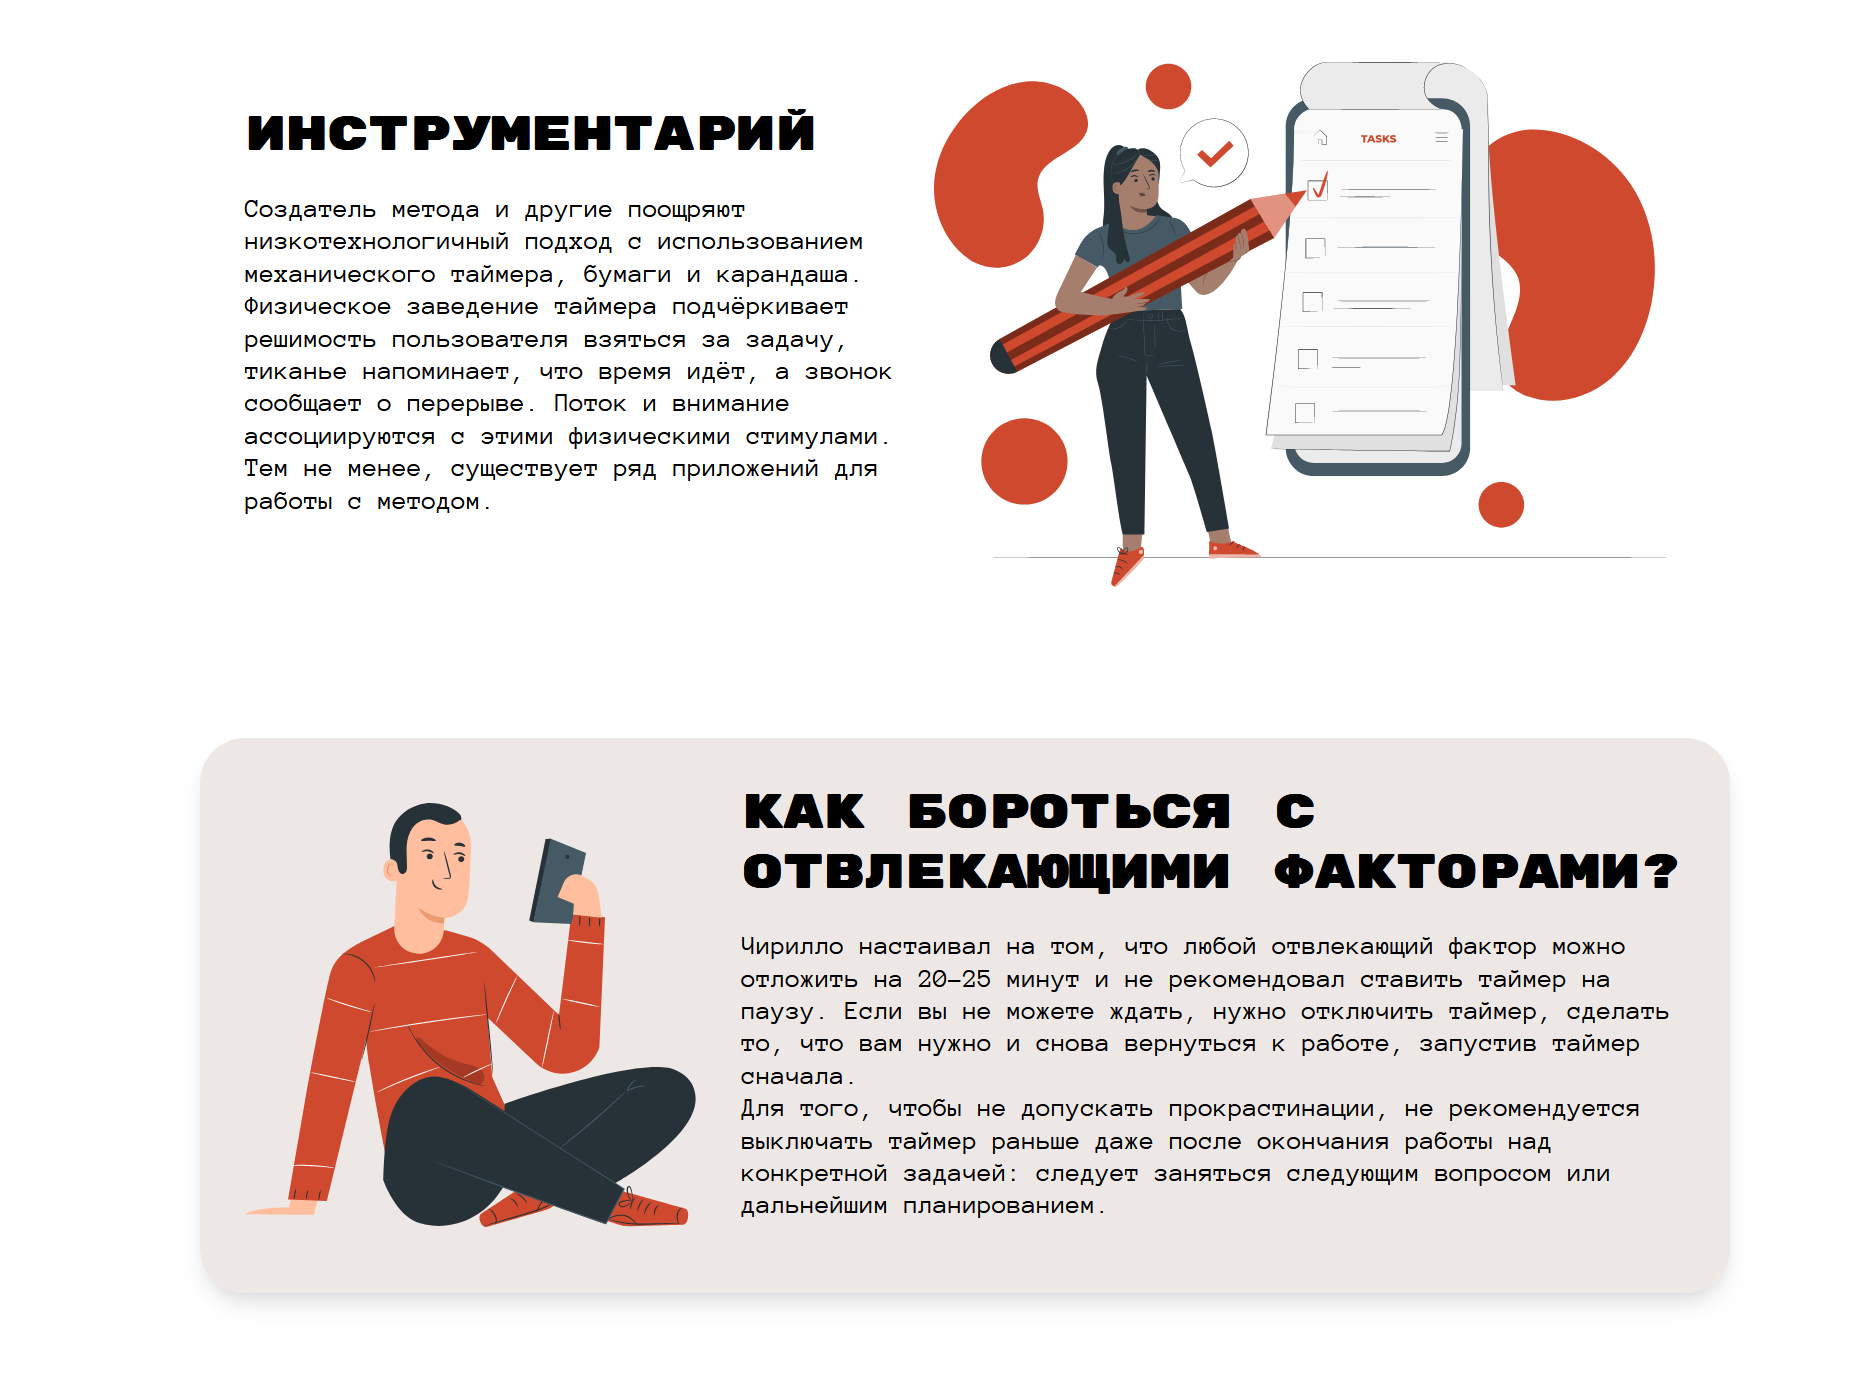 ИНСТРУМЕНТАРИЙ
Создатель метода и другие поощряют
низкотехнологичный подход с использованием
механического таймера, бумаги и карандаша.
Физическое заведение таймера подчёркивает
решимость пользователя взяться за задачу,
тиканье напоминает, что время идёт, а звонок
сообщает о перерыве. Поток и внимание
ассоциируются с этими физическими стимулами.
Тем не менее, существует ряд приложений для
работы с методом.
TASKS
КАК БОРОТЬСЯ С
ОТВЛЕКАЮЩИМИ ФАКТОРАМИ?
Чирилло настаивал на том, что любой отвлекающий фактор можно
отложить на 20–25 минут и не рекомендовал ставить таймер на
паузу. Если вы не можете ждать, нужно отключить таймер, сделать
то, что вам нужно и снова вернуться к работе, запустив таймер
сначала.
Для того, чтобы не допускать прокрастинации, не рекомендуется
выключать таймер раньше даже после окончания работы над
конкретной задачей: следует заняться следующим вопросом или
дальнейшим планированием.